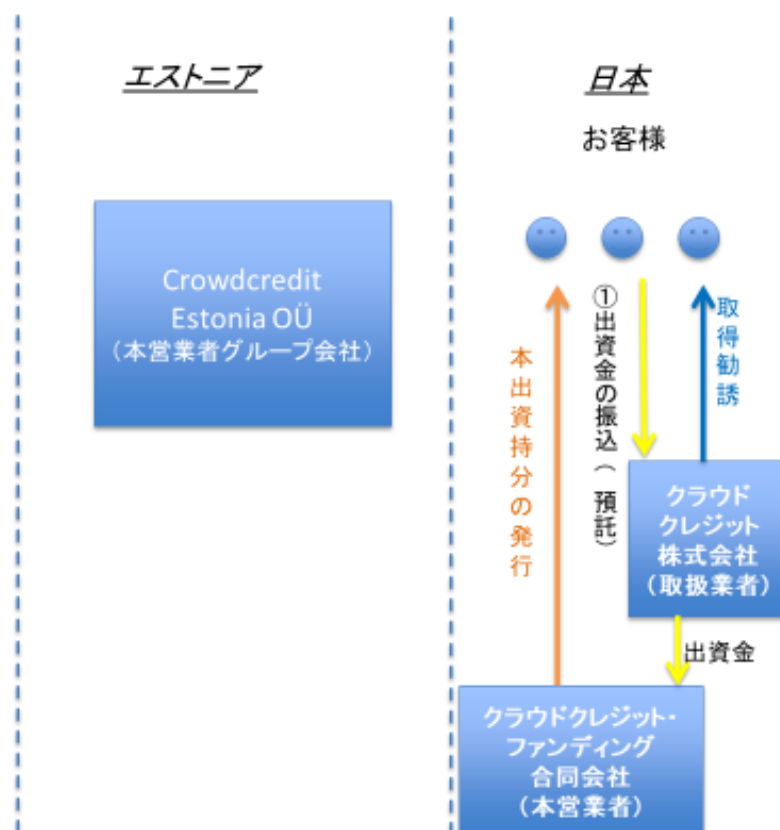 エストニア
日本
お客様
Crowdcredit
Estonia OÜ
（本営業者グループ会社）
本出資持分の発行
①出資金の振込（預託）
取得勧誘
クラウド
クレジット
株式会社
（取扱業者）
出資金
クラウドクレジット・
ファンディング
合同会社
（本営業者）